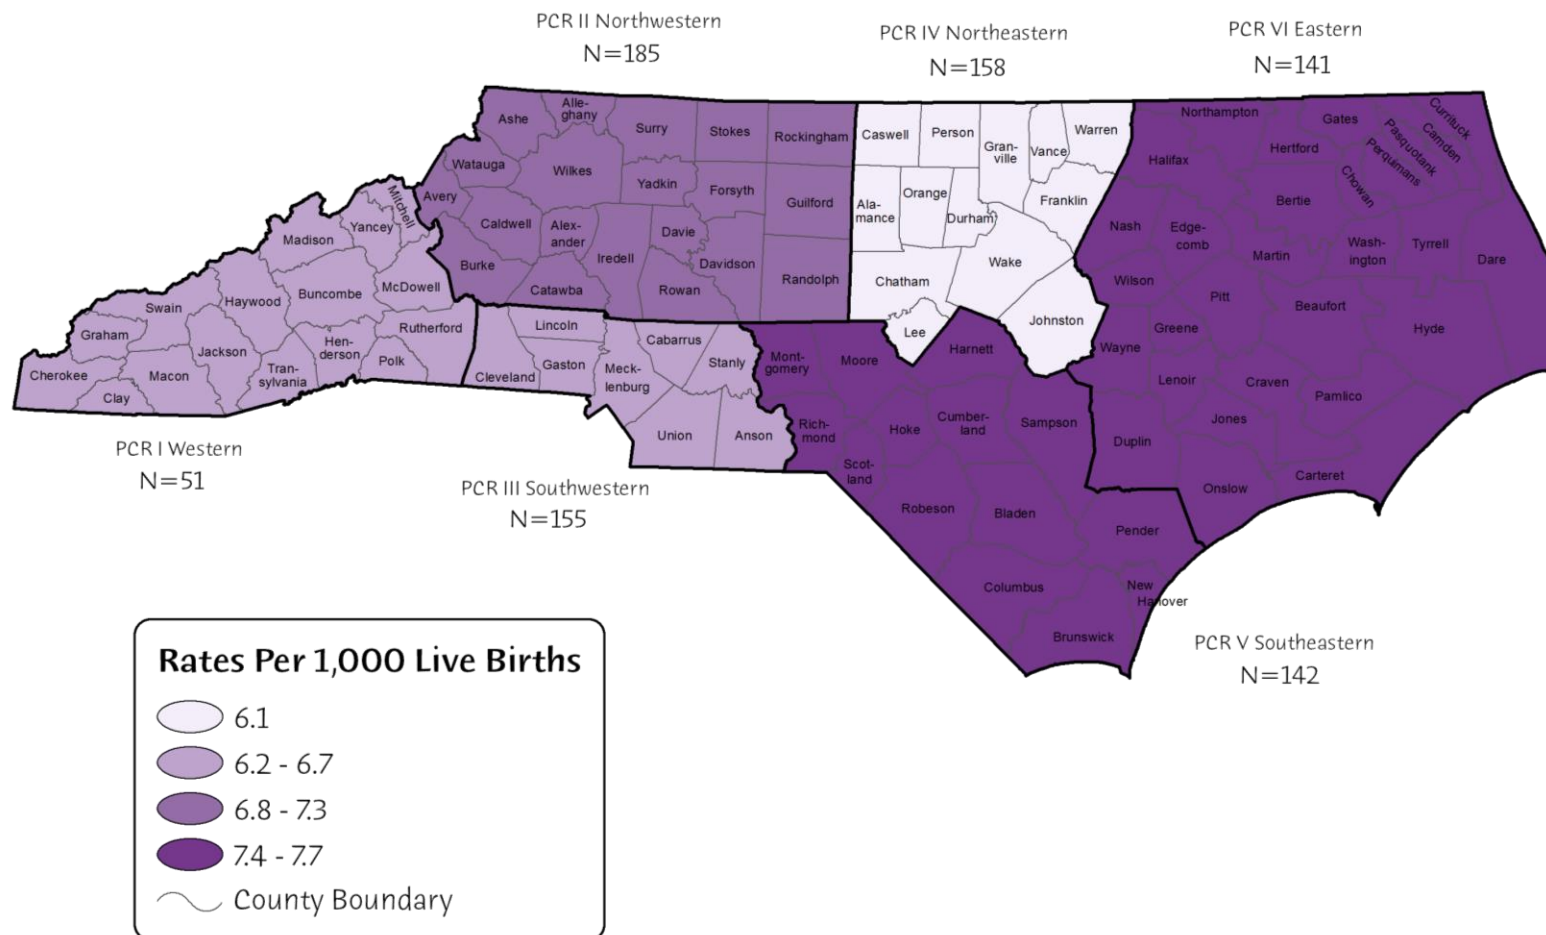 PCR II Northwestern
N=185
PCR IV Northeastern
N=158
PCR VI Eastern
N=141
Ashe
Alle-
ghany
Surry
Stokes
Rockingham
Watauga
Wilkes
Yadkin
Forsyth
Guilford
Avery
Caldwell
Alex-
ander
Iredell
Davie
Davidson
Randolph
Burke
Catawba
Rowan
Caswell
Person
Gran-
ville
Vance
Warren
Ala-
mance
Orange
Durham
Franklin
Chatham
Wake
Lee
Johnston
Northampton
Gates
Currituck
Camden
Pasquotank
Perquimans
Chowan
Halifax
Hertford
Bertie
Nash
Edge-
comb
Martin
Wash-
ington
Tyrrell
Dare
Wilson
Pitt
Beaufort
Hyde
Greene
Wayne
Lenoir
Craven
Pamlico
Jones
Duplin
Onslow
Carteret
Mitchell
Yancey
Madison
McDowell
Buncombe
Haywood
Swain
Graham
Rutherford
Hen-
derson
Polk
Jackson
Tran-
sylvania
Cherokee
Macon
Clay
Lincoln
Cleveland
Gaston
Meck-
lenburg
Cabarrus
Stanly
Union
Anson
Mont-
gomery
Moore
Harnett
Rich-
mond
Hoke
Cumber-
land
Sampson
Scot-
land
Robeson
Bladen
Pender
Columbus
New
Hanover
Brunswick
PCR I Western
N=51
PCR III Southwestern
N=155
PCR V Southeastern
N=142
Rates Per 1,000 Live Births
6.1
6.2 - 6.7
6.8 - 7.3
7.4 - 7.7
County Boundary